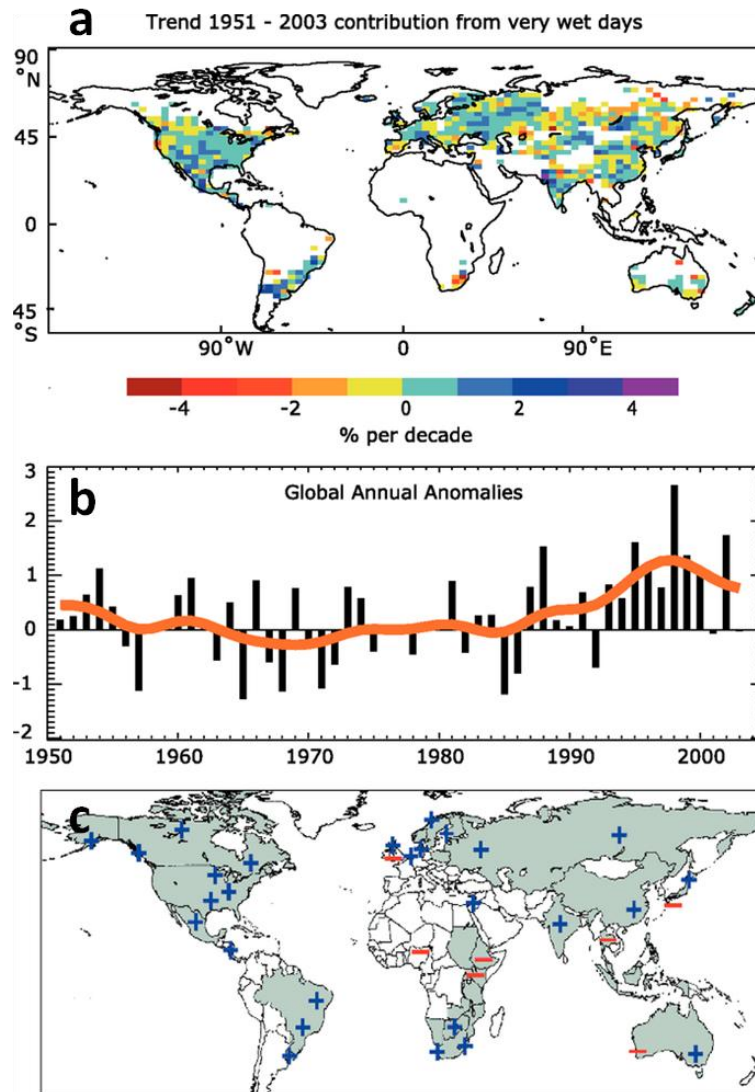 a Trend 1951 - 2003 contribution from very wet days
90
°N
45
0
45
°S
90°W 0 90°E
-4 -2 0 2 4
% per decade
b Global Annual Anomalies
3
2
1
0
-1
-2
1950 1960 1970 1980 1990 2000
c